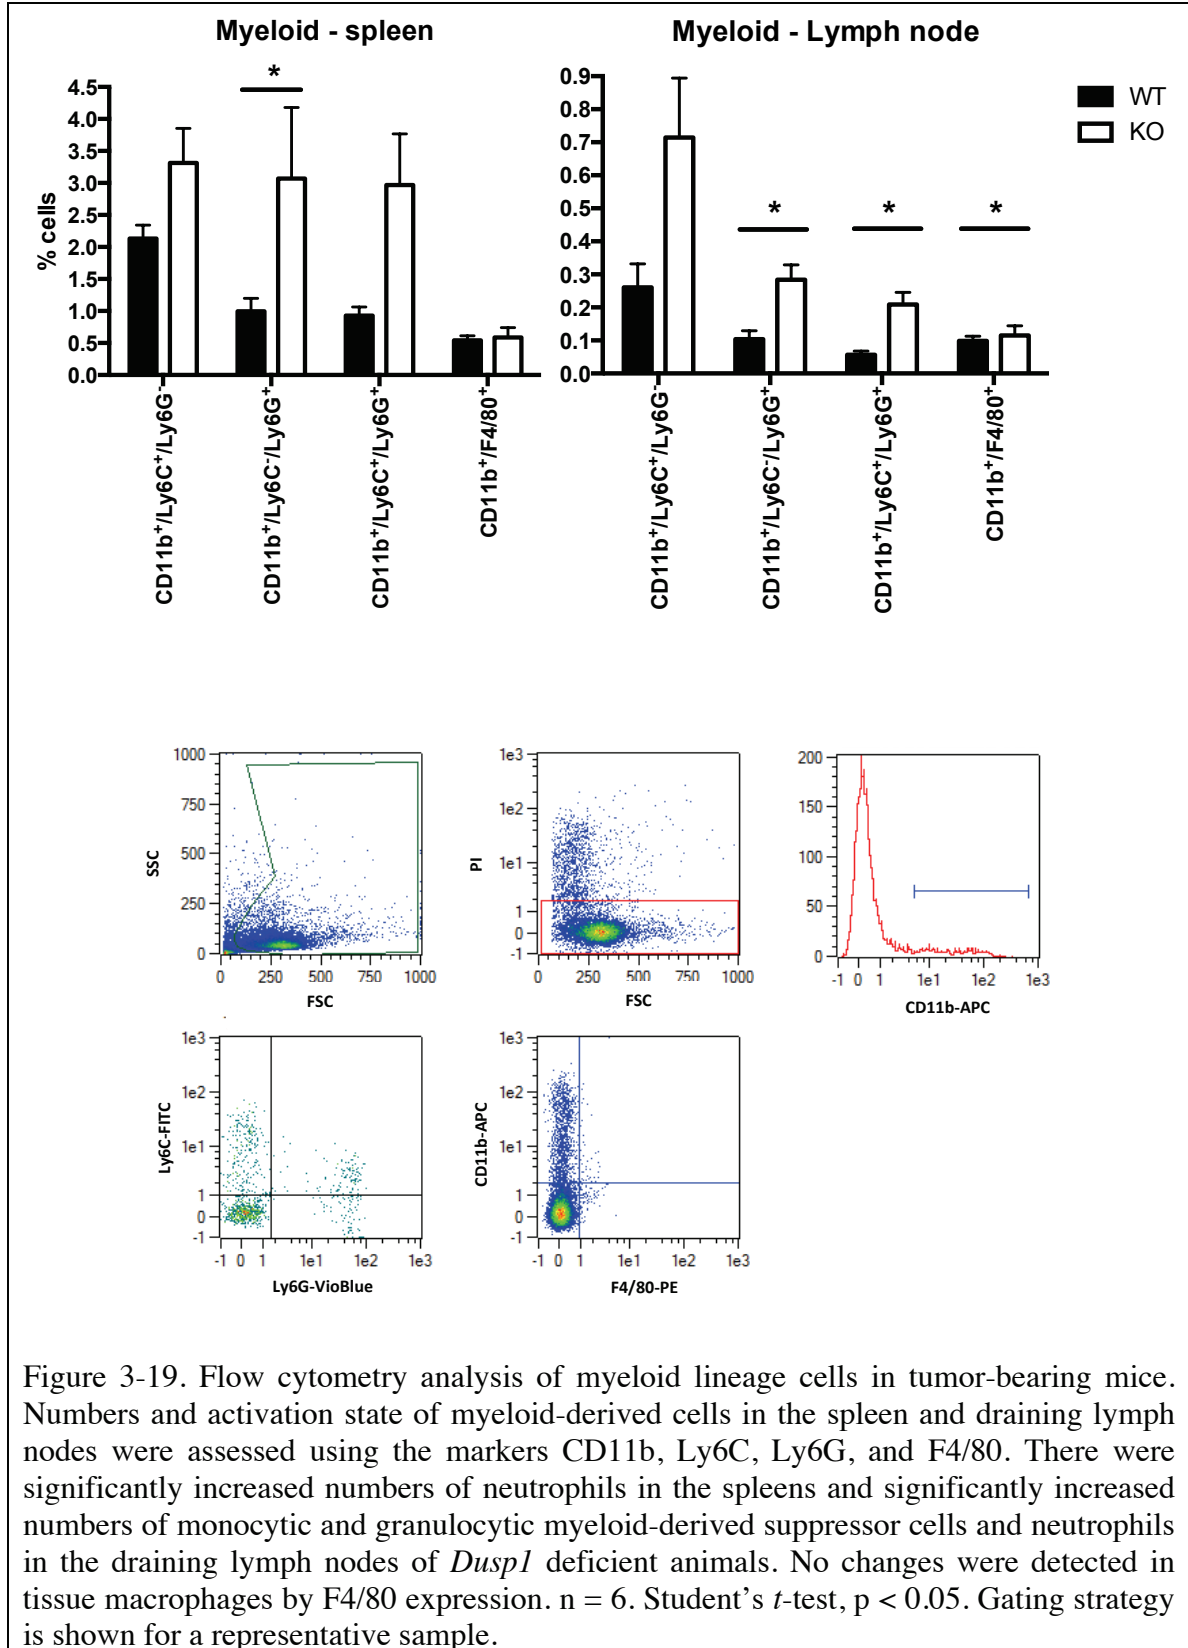 Myeloid - spleen
% cells
4.5
4.0
3.5
3.0
2.5
2.0
1.5
1.0
0.5
0.0
*
CD11b⁺/Ly6C⁺/Ly6G⁻
CD11b⁺/Ly6C⁻/Ly6G⁺
CD11b⁺/Ly6C⁺/Ly6G⁺
CD11b⁺/F4/80⁺
Myeloid - Lymph node
0.9
0.8
0.7
0.6
0.5
0.4
0.3
0.2
0.1
0.0
* * *
CD11b⁺/Ly6C⁺/Ly6G⁻
CD11b⁺/Ly6C⁻/Ly6G⁺
CD11b⁺/Ly6C⁺/Ly6G⁺
CD11b⁺/F4/80⁺
WT
KO
SSC
1000
750
500
250
0
0 250 500 750 1000
FSC
PI
1e3
1e2
1e1
1
0
-1
0 250 500 750 1000
FSC
200
150
100
50
0
-1 0 1 1e1 1e2 1e3
CD11b-APC
Ly6C-FITC
1e3
1e2
1e1
1
0
-1
-1 0 1 1e1 1e2 1e3
Ly6G-VioBlue
CD11b-APC
1e3
1e2
1e1
1
0
-1
-1 0 1 1e1 1e2 1e3
F4/80-PE
Figure 3-19. Flow cytometry analysis of myeloid lineage cells in tumor-bearing mice.
Numbers and activation state of myeloid-derived cells in the spleen and draining lymph
nodes were assessed using the markers CD11b, Ly6C, Ly6G, and F4/80. There were
significantly increased numbers of neutrophils in the spleens and significantly increased
numbers of monocytic and granulocytic myeloid-derived suppressor cells and neutrophils
in the draining lymph nodes of Dusp1 deficient animals. No changes were detected in
tissue macrophages by F4/80 expression. n = 6. Student’s t-test, p < 0.05. Gating strategy
is shown for a representative sample.